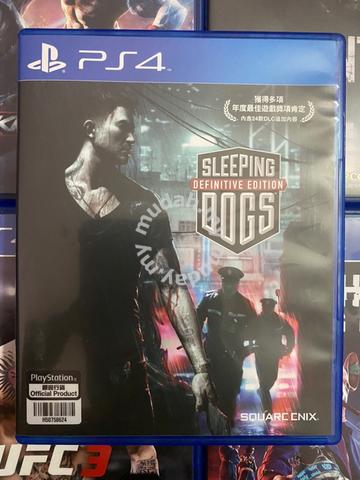 PS4
獲得多項
年度最佳遊戲獎項肯定
內含24款DLC追加內容
SLEEPING
DEFINITIVE EDITION
DOGS
mudah.my
PlayStation
Official Product
H50758624
SQUARE ENIX
UFC 3